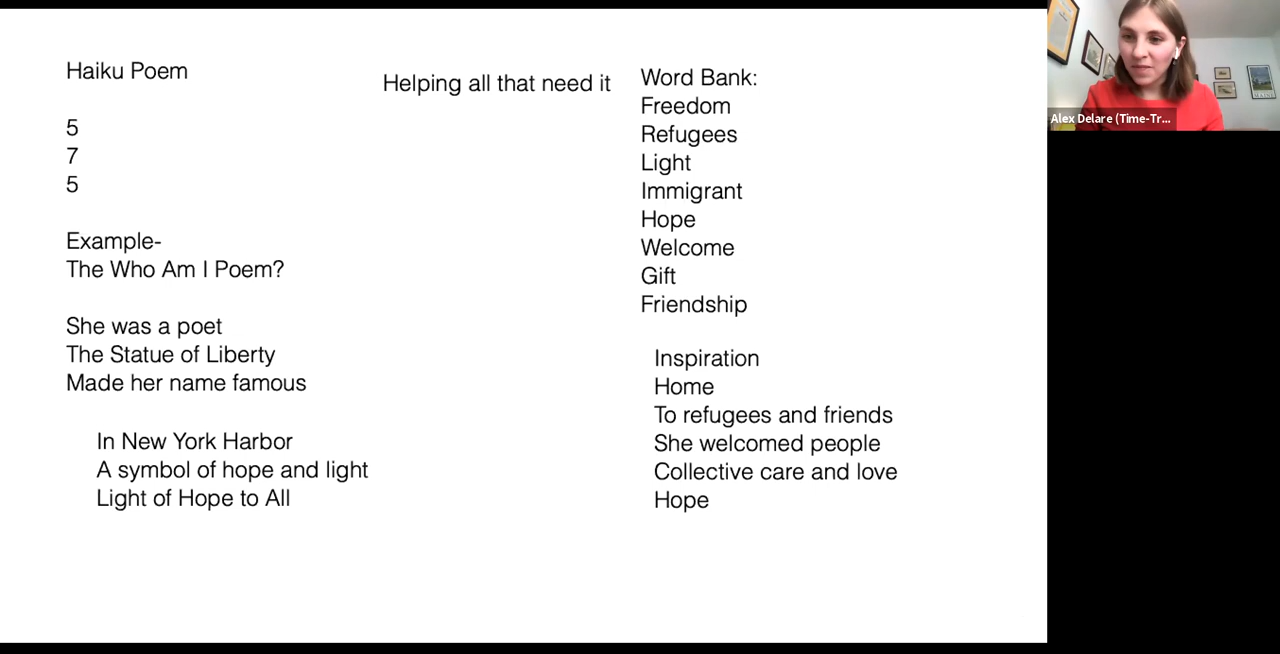 Haiku Poem
5
7
5
Example-
The Who Am I Poem?
She was a poet
The Statue of Liberty
Made her name famous
In New York Harbor
A symbol of hope and light
Light of Hope to All
Helping all that need it
Word Bank:
Freedom
Refugees
Light
Immigrant
Hope
Welcome
Gift
Friendship
Inspiration
Home
To refugees and friends
She welcomed people
Collective care and love
Hope
Alex Delare (Time-Tr...
MAINE